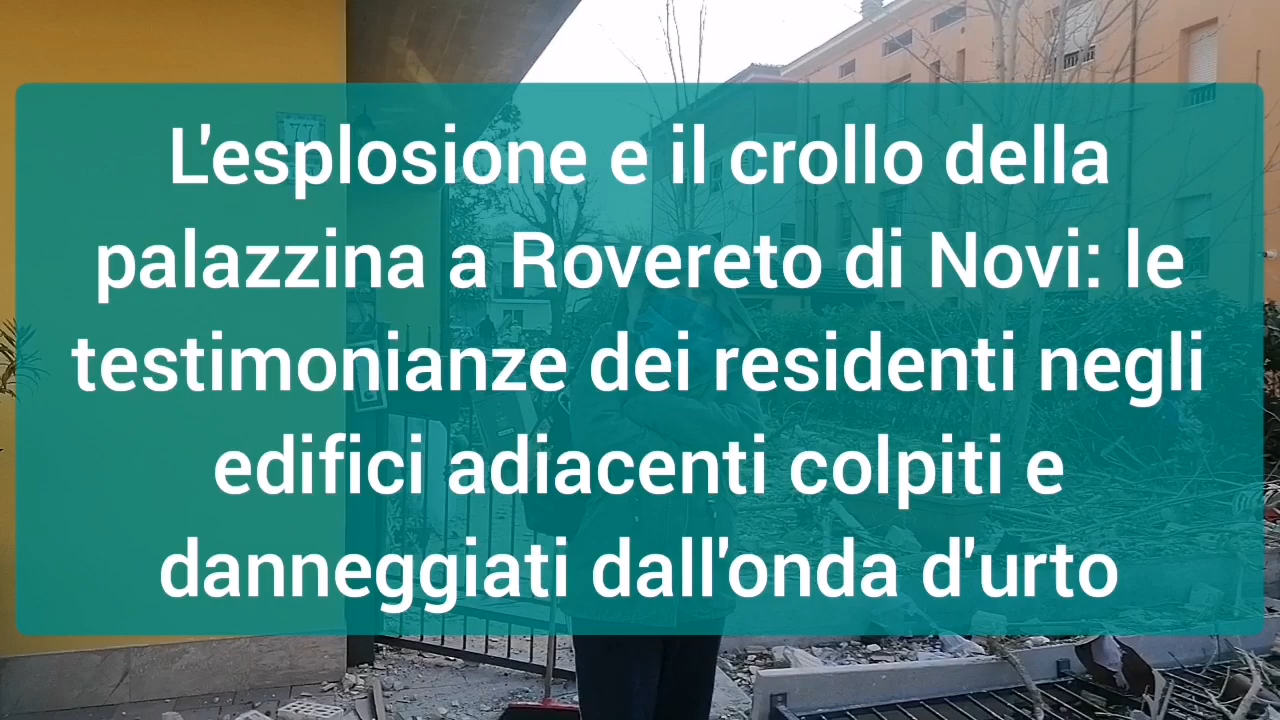 L'esplosione e il crollo della
palazzina a Rovereto di Novi: le
testimonianze dei residenti negli
edifici adiacenti colpiti e
danneggiati dall'onda d'urto